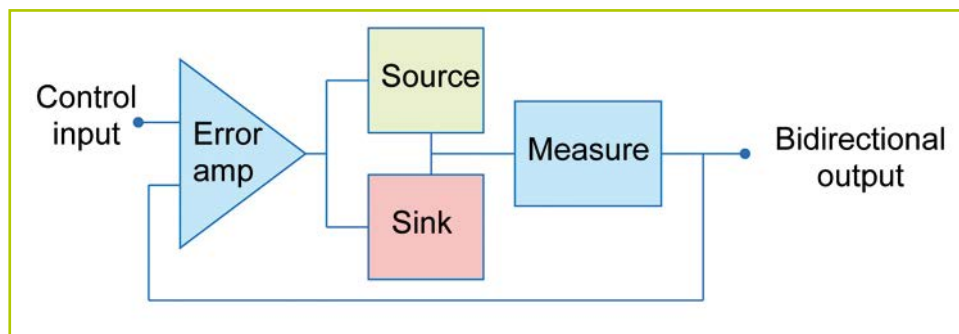 Control
input
Error
amp
Source
Sink
Measure
Bidirectional
output